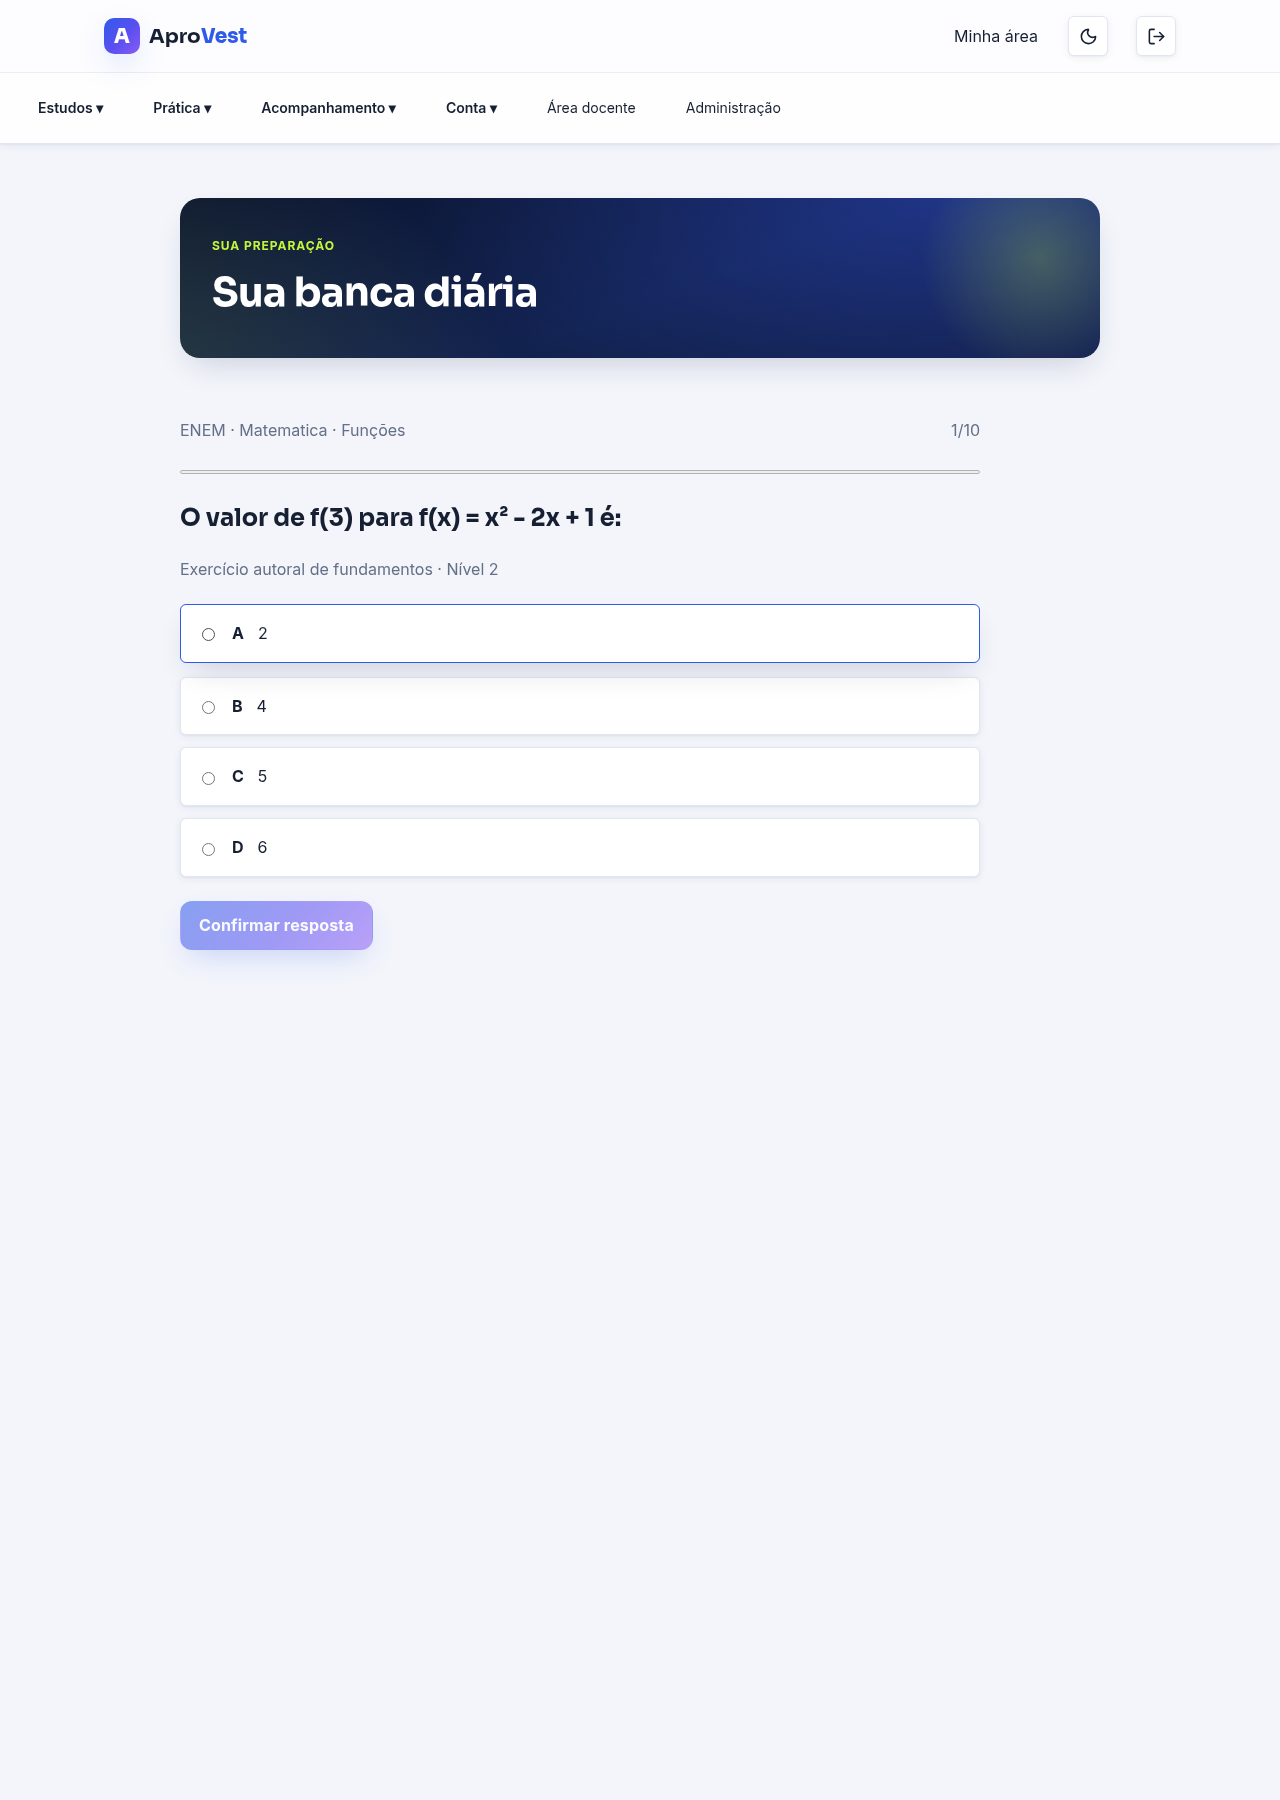 A AproVest
Minha área
Estudos ▾ Prática ▾ Acompanhamento ▾ Conta ▾ Área docente Administração
SUA PREPARAÇÃO
Sua banca diária
ENEM · Matematica · Funções 1/10
O valor de f(3) para f(x) = x² − 2x + 1 é:
Exercício autoral de fundamentos · Nível 2
A 2
B 4
C 5
D 6
Confirmar resposta